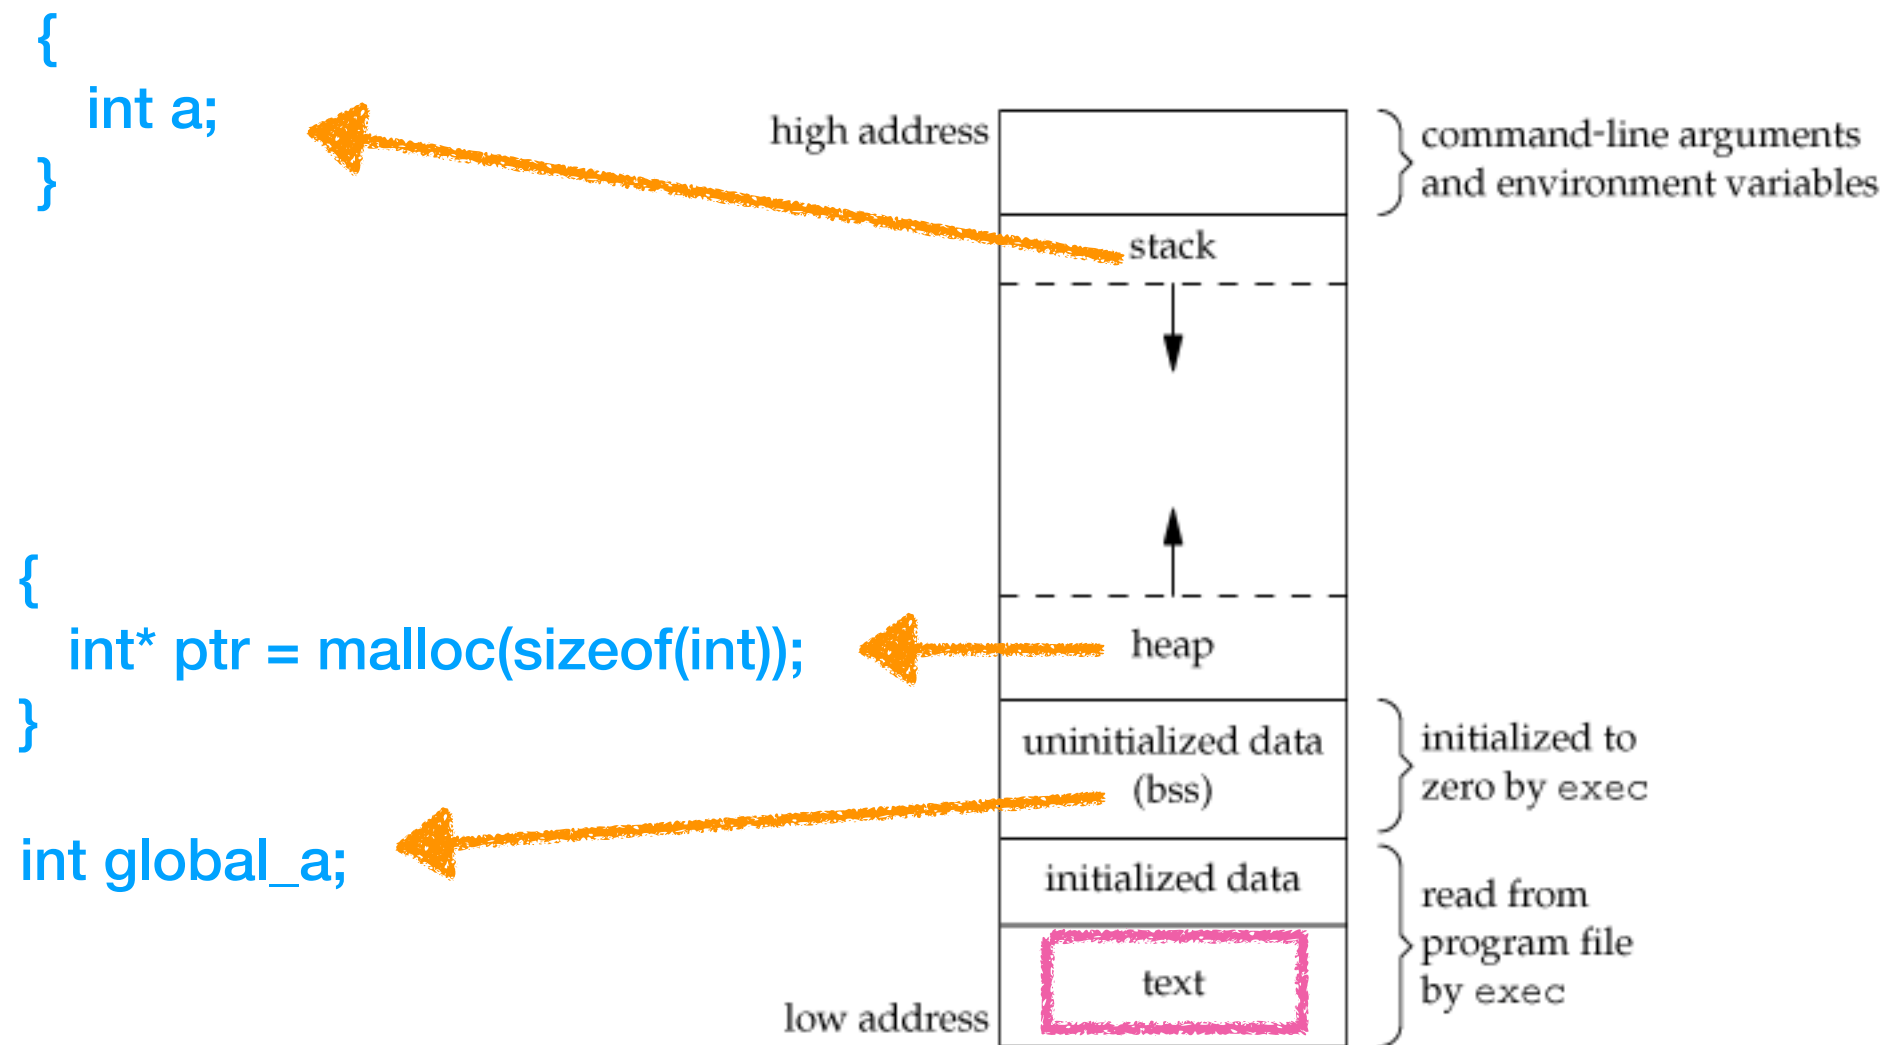 {
int a;
}
high address
command-line arguments
and environment variables
stack
{
int* ptr = malloc(sizeof(int));
}
heap
uninitialized data
(bss)
initialized to
zero by exec
int global_a;
initialized data
read from
program file
by exec
text
low address